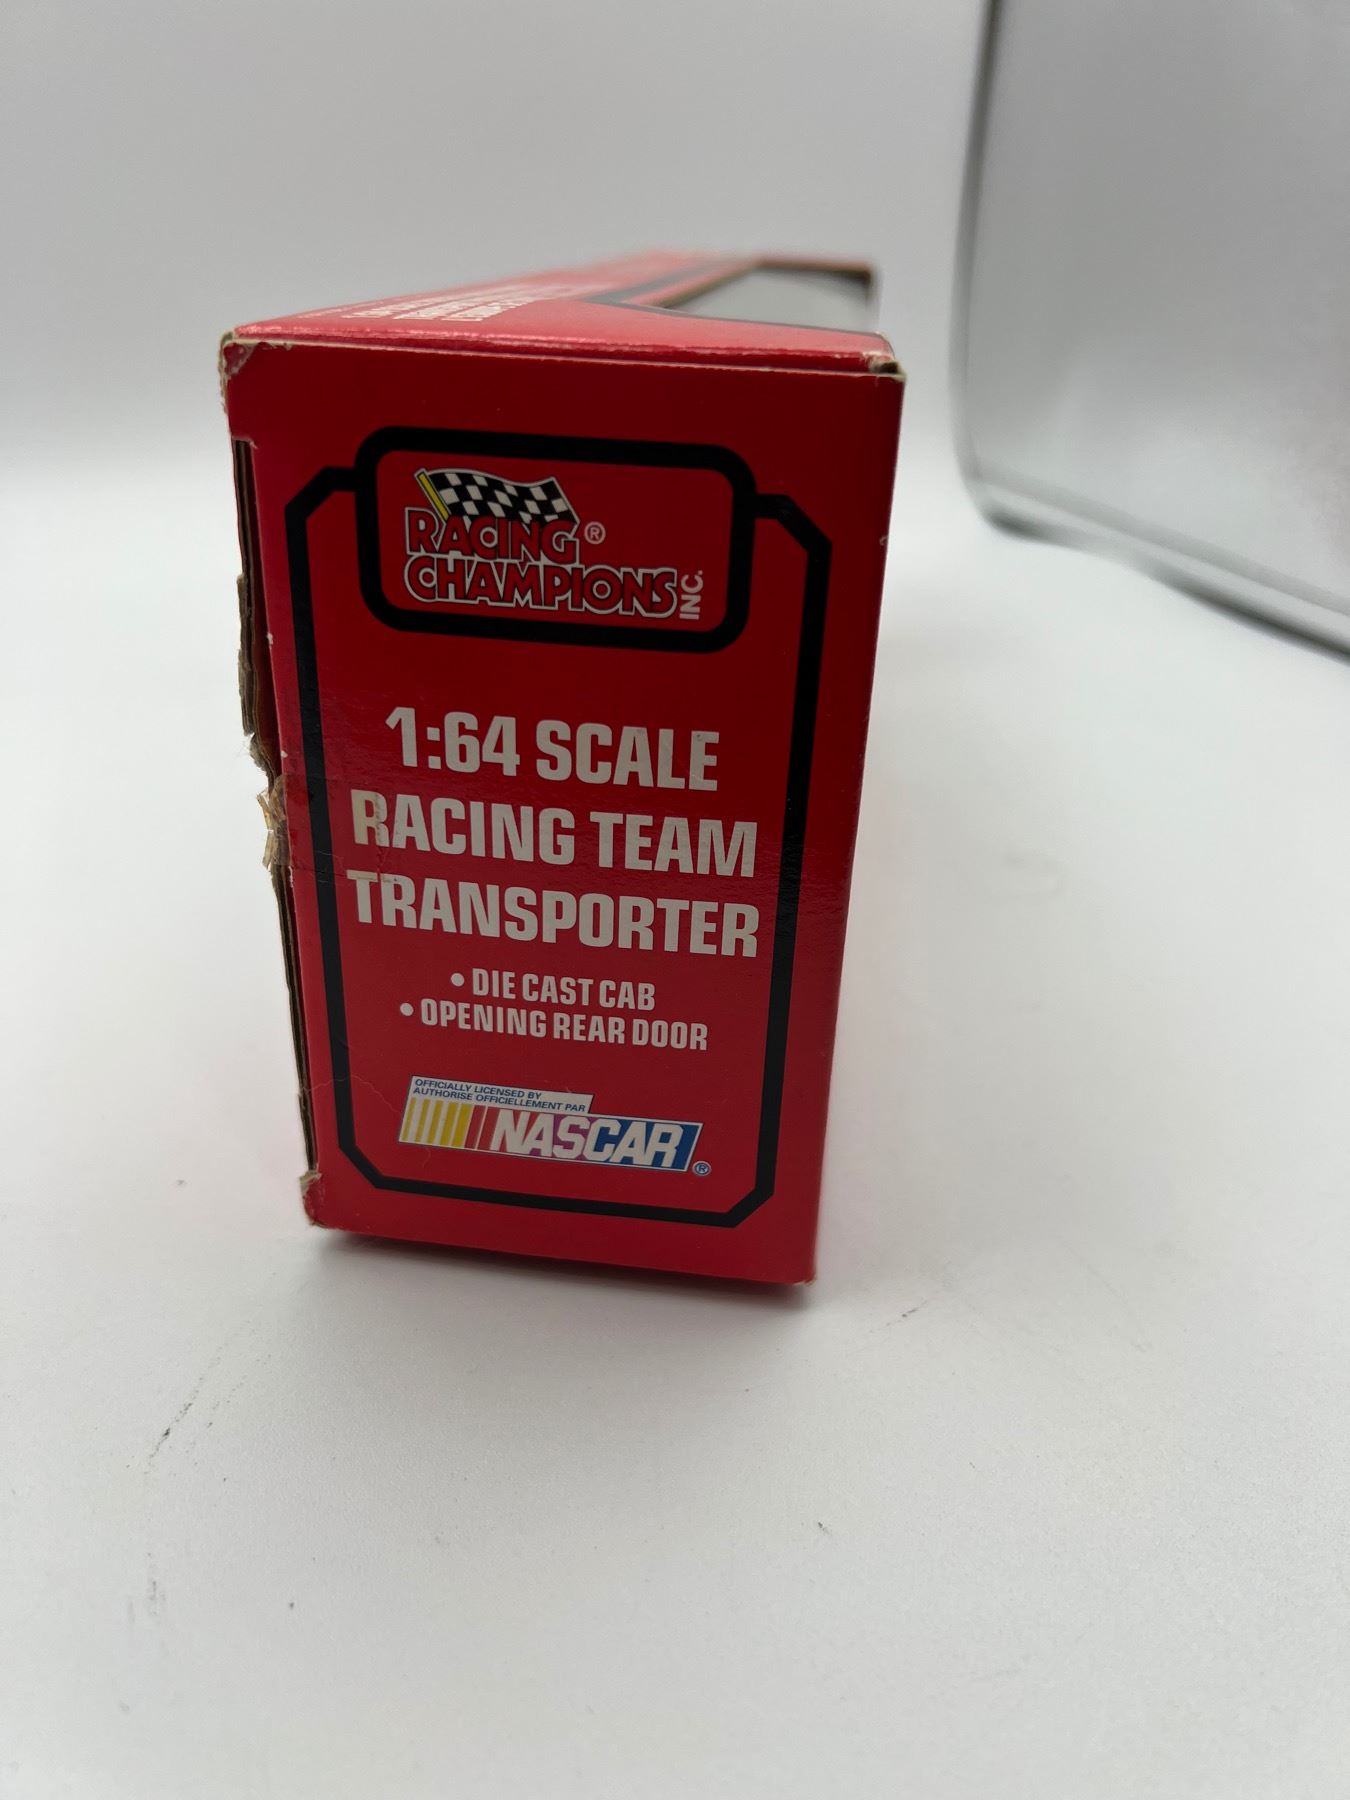 RACING ®
CHAMPIONS INC.
1:64 SCALE
RACING TEAM
TRANSPORTER
• DIE CAST CAB
• OPENING REAR DOOR
OFFICIALLY LICENSED BY
AUTHORISE OFFICIELLEMENT PAR
NASCAR ®